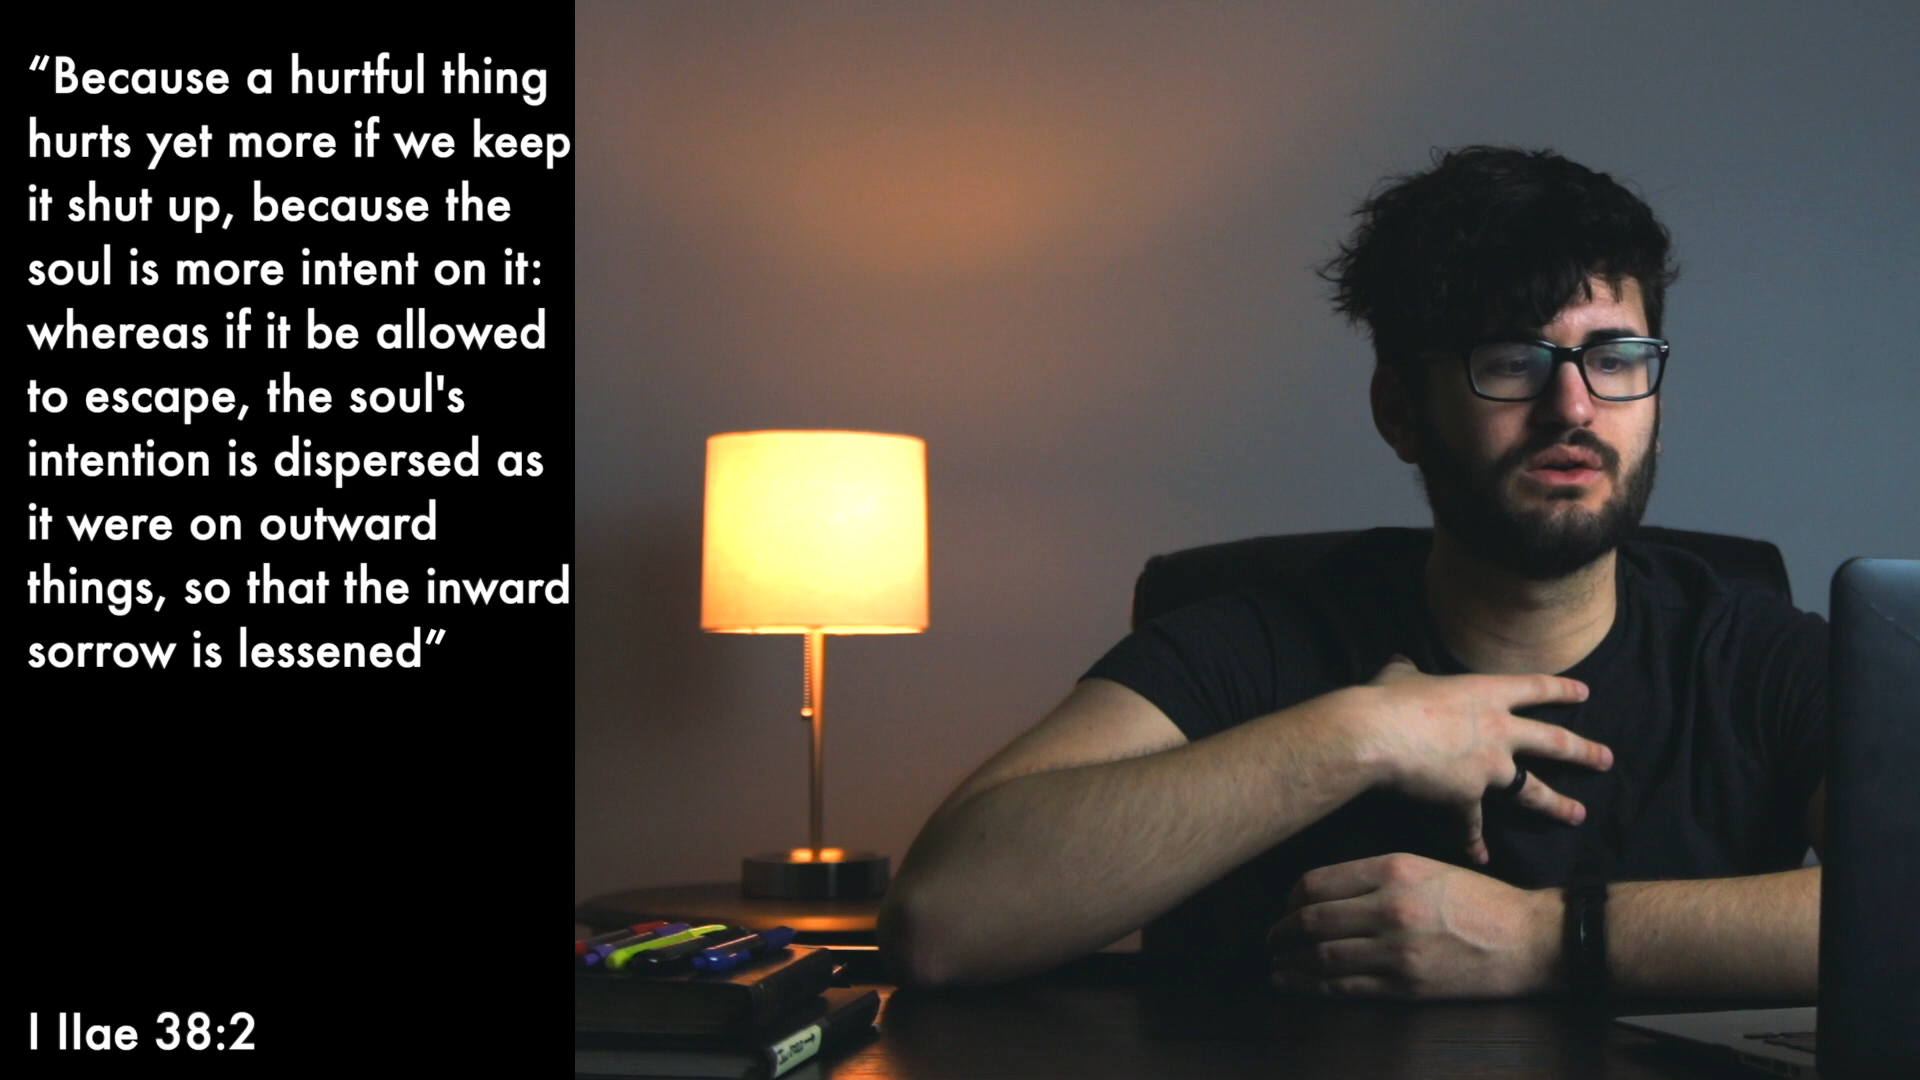 “Because a hurtful thing
hurts yet more if we keep
it shut up, because the
soul is more intent on it:
whereas if it be allowed
to escape, the soul's
intention is dispersed as
it were on outward
things, so that the inward
sorrow is lessened”
I IIae 38:2